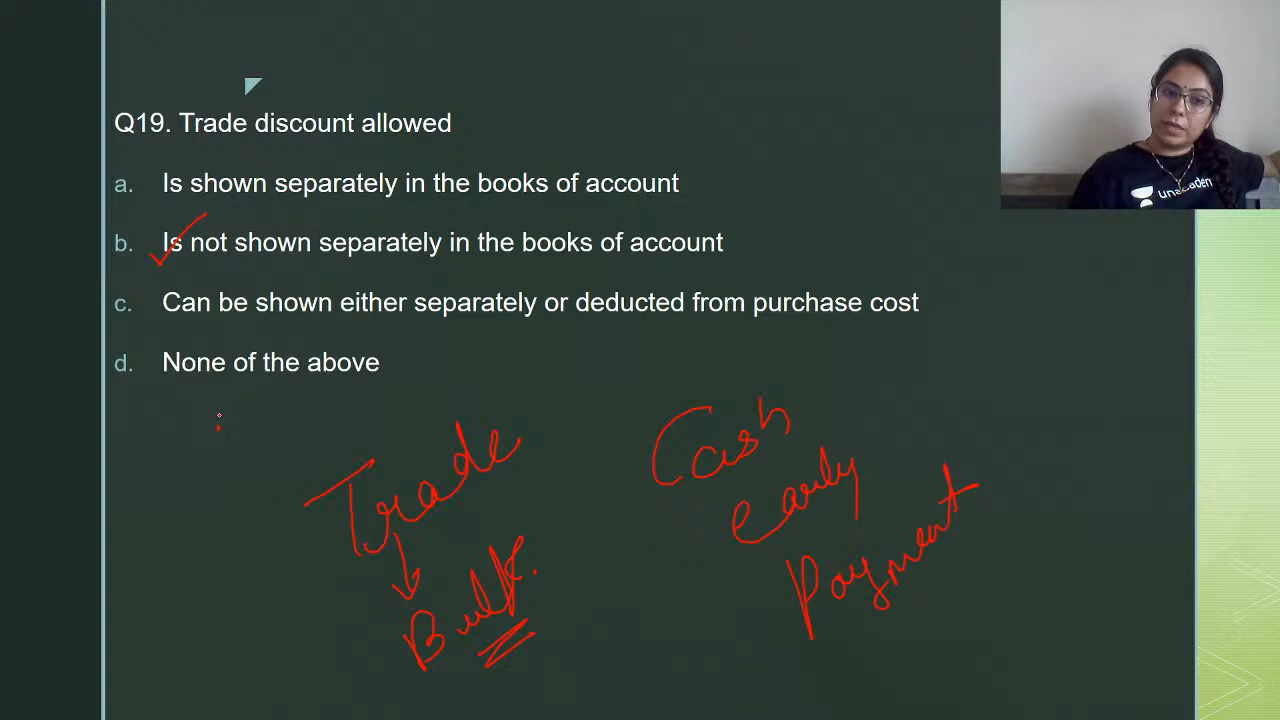 Q19. Trade discount allowed
a. Is shown separately in the books of account
b. Is not shown separately in the books of account
c. Can be shown either separately or deducted from purchase cost
d. None of the above
Trade
Bulk.
Cash
early
Payment